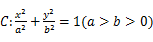 C: x²/a² + y²/b² = 1(a > b > 0)